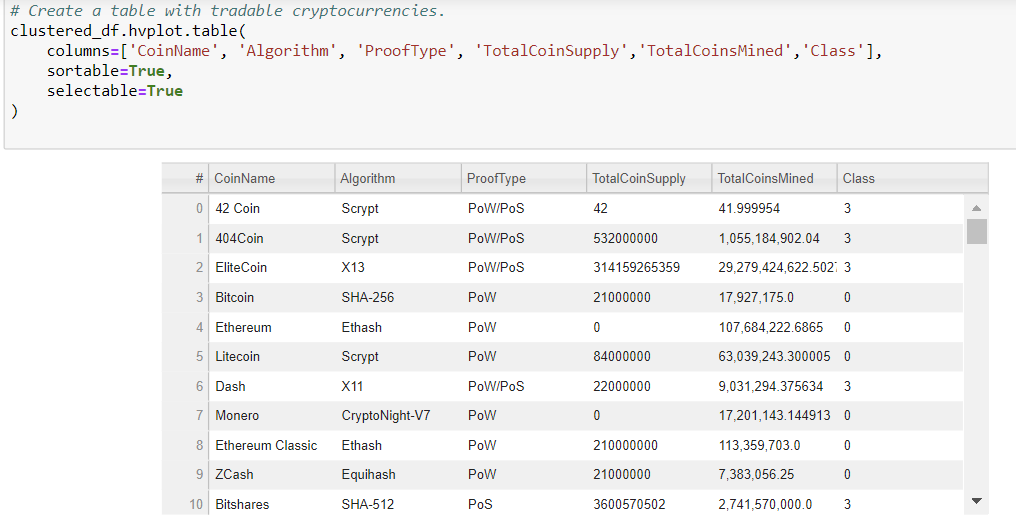 # Create a table with tradable cryptocurrencies.
clustered_df.hvplot.table(
    columns=['CoinName', 'Algorithm', 'ProofType', 'TotalCoinSupply','TotalCoinsMined','Class'],
    sortable=True,
    selectable=True
)
# CoinName Algorithm ProofType TotalCoinSupply TotalCoinsMined Class
0 42 Coin Scrypt PoW/PoS 42 41.999954 3
1 404Coin Scrypt PoW/PoS 532000000 1,055,184,902.04 3
2 EliteCoin X13 PoW/PoS 314159265359 29,279,424,622.502 3
3 Bitcoin SHA-256 PoW 21000000 17,927,175.0 0
4 Ethereum Ethash PoW 0 107,684,222.6865 0
5 Litecoin Scrypt PoW 84000000 63,039,243.300005 0
6 Dash X11 PoW/PoS 22000000 9,031,294.375634 3
7 Monero CryptoNight-V7 PoW 0 17,201,143.144913 0
8 Ethereum Classic Ethash PoW 210000000 113,359,703.0 0
9 ZCash Equihash PoW 21000000 7,383,056.25 0
10 Bitshares SHA-512 PoS 3600570502 2,741,570,000.0 3